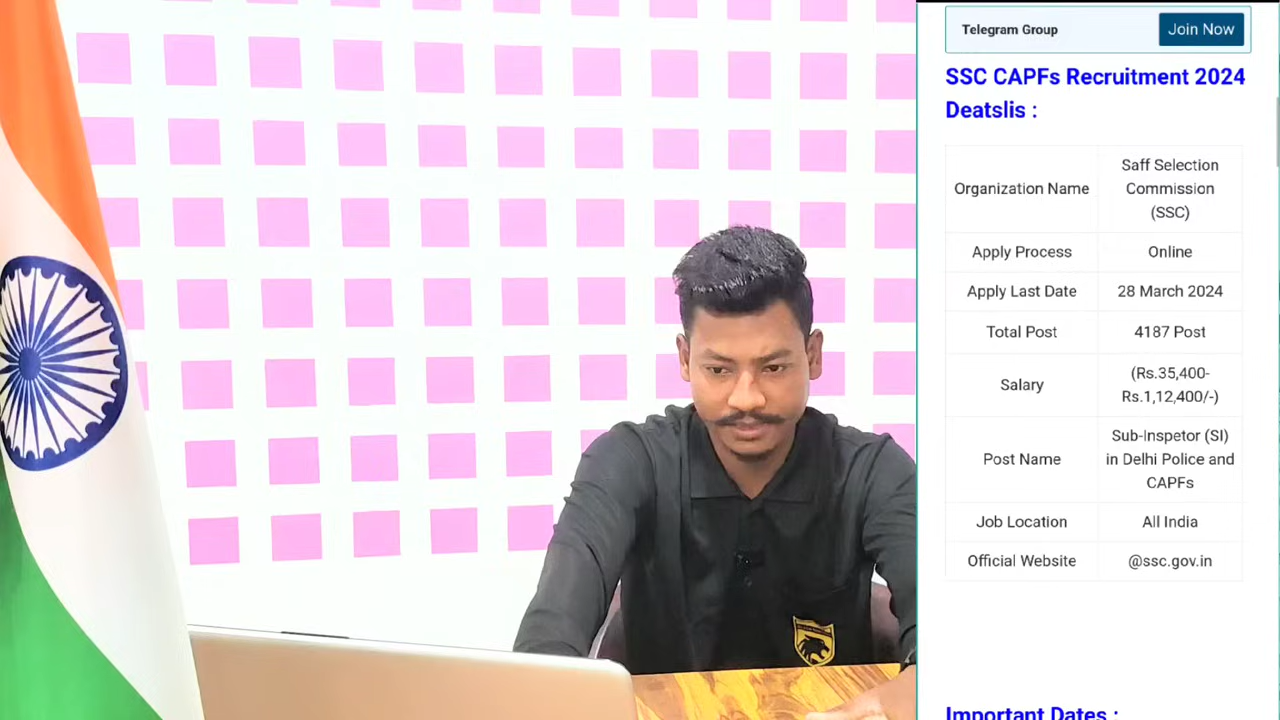 Telegram Group
Join Now
SSC CAPFs Recruitment 2024
Deatslis :
Organization Name
Saff Selection
Commission
(SSC)
Apply Process
Online
Apply Last Date
28 March 2024
Total Post
4187 Post
Salary
(Rs.35,400-
Rs.1,12,400/-)
Post Name
Sub-Inspetor (SI)
in Delhi Police and
CAPFs
Job Location
All India
Official Website
@ssc.gov.in
Important Dates :